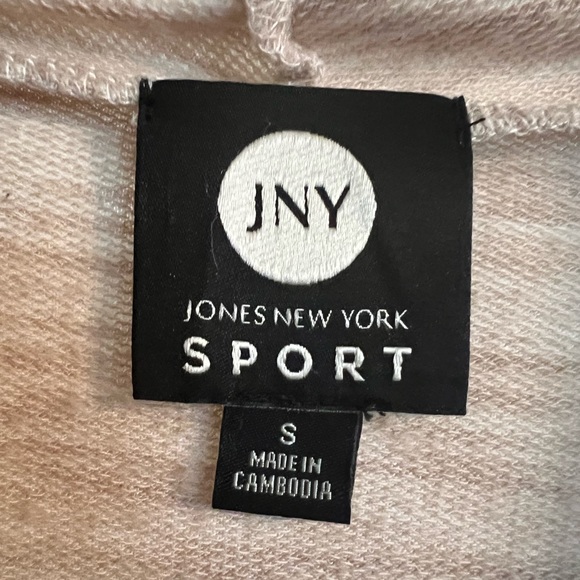 JNY
JONES NEW YORK
SPORT
S
MADE IN
CAMBODIA